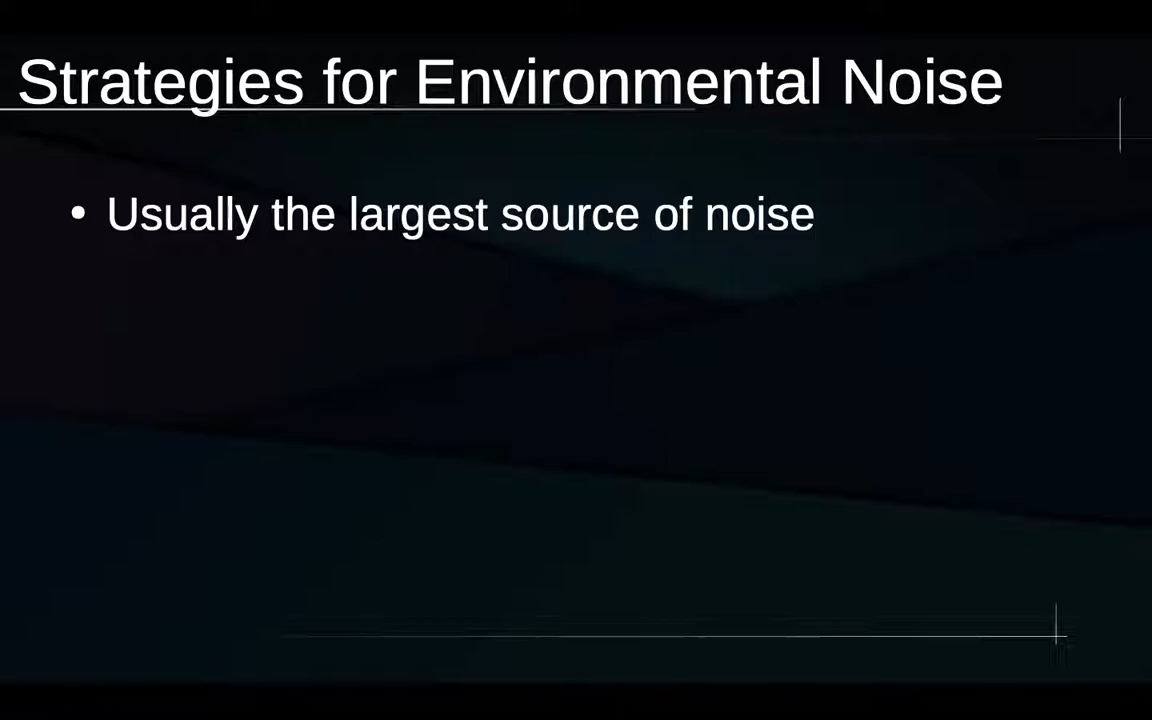 Strategies for Environmental Noise
• Usually the largest source of noise